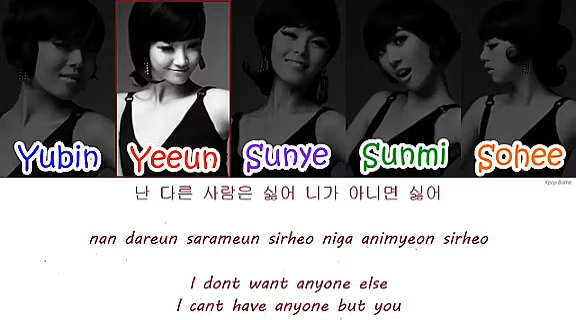 Yubin Yeeun Sunye Sunmi Sohee
난 다른 사람은 싫어 니가 아니면 싫어
nan dareun sarameun sirheo niga animyeon sirheo
I dont want anyone else
I cant have anyone but you